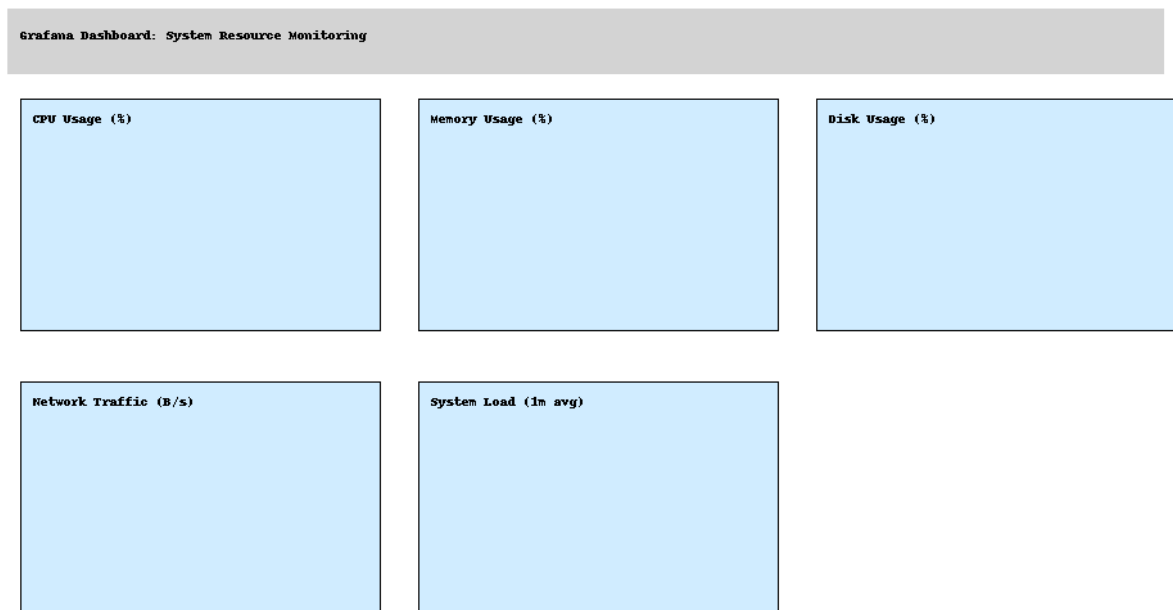 Grafana Dashboard: System Resource Monitoring
CPU Usage (%)
Memory Usage (%)
Disk Usage (%)
Network Traffic (B/s)
System Load (1m avg)